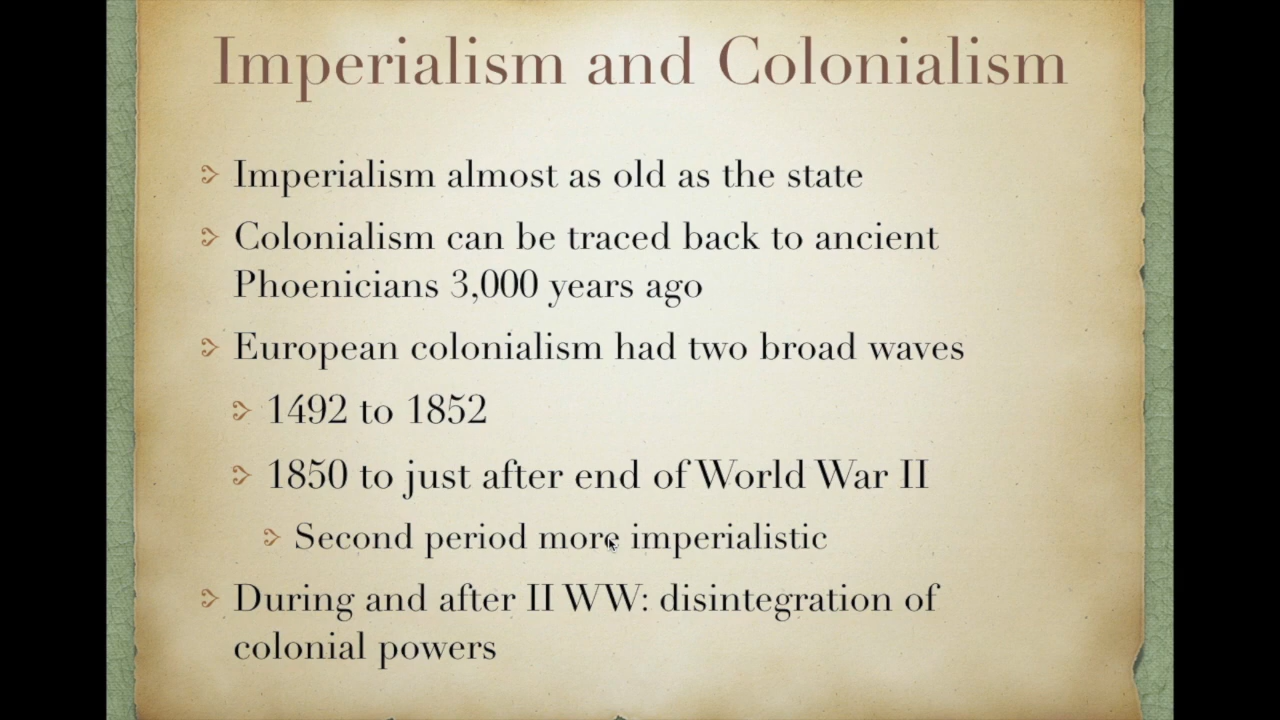 Imperialism and Colonialism
Imperialism almost as old as the state
Colonialism can be traced back to ancient
Phoenicians 3,000 years ago
European colonialism had two broad waves
1492 to 1852
1850 to just after end of World War II
Second period more imperialistic
During and after II WW: disintegration of
colonial powers